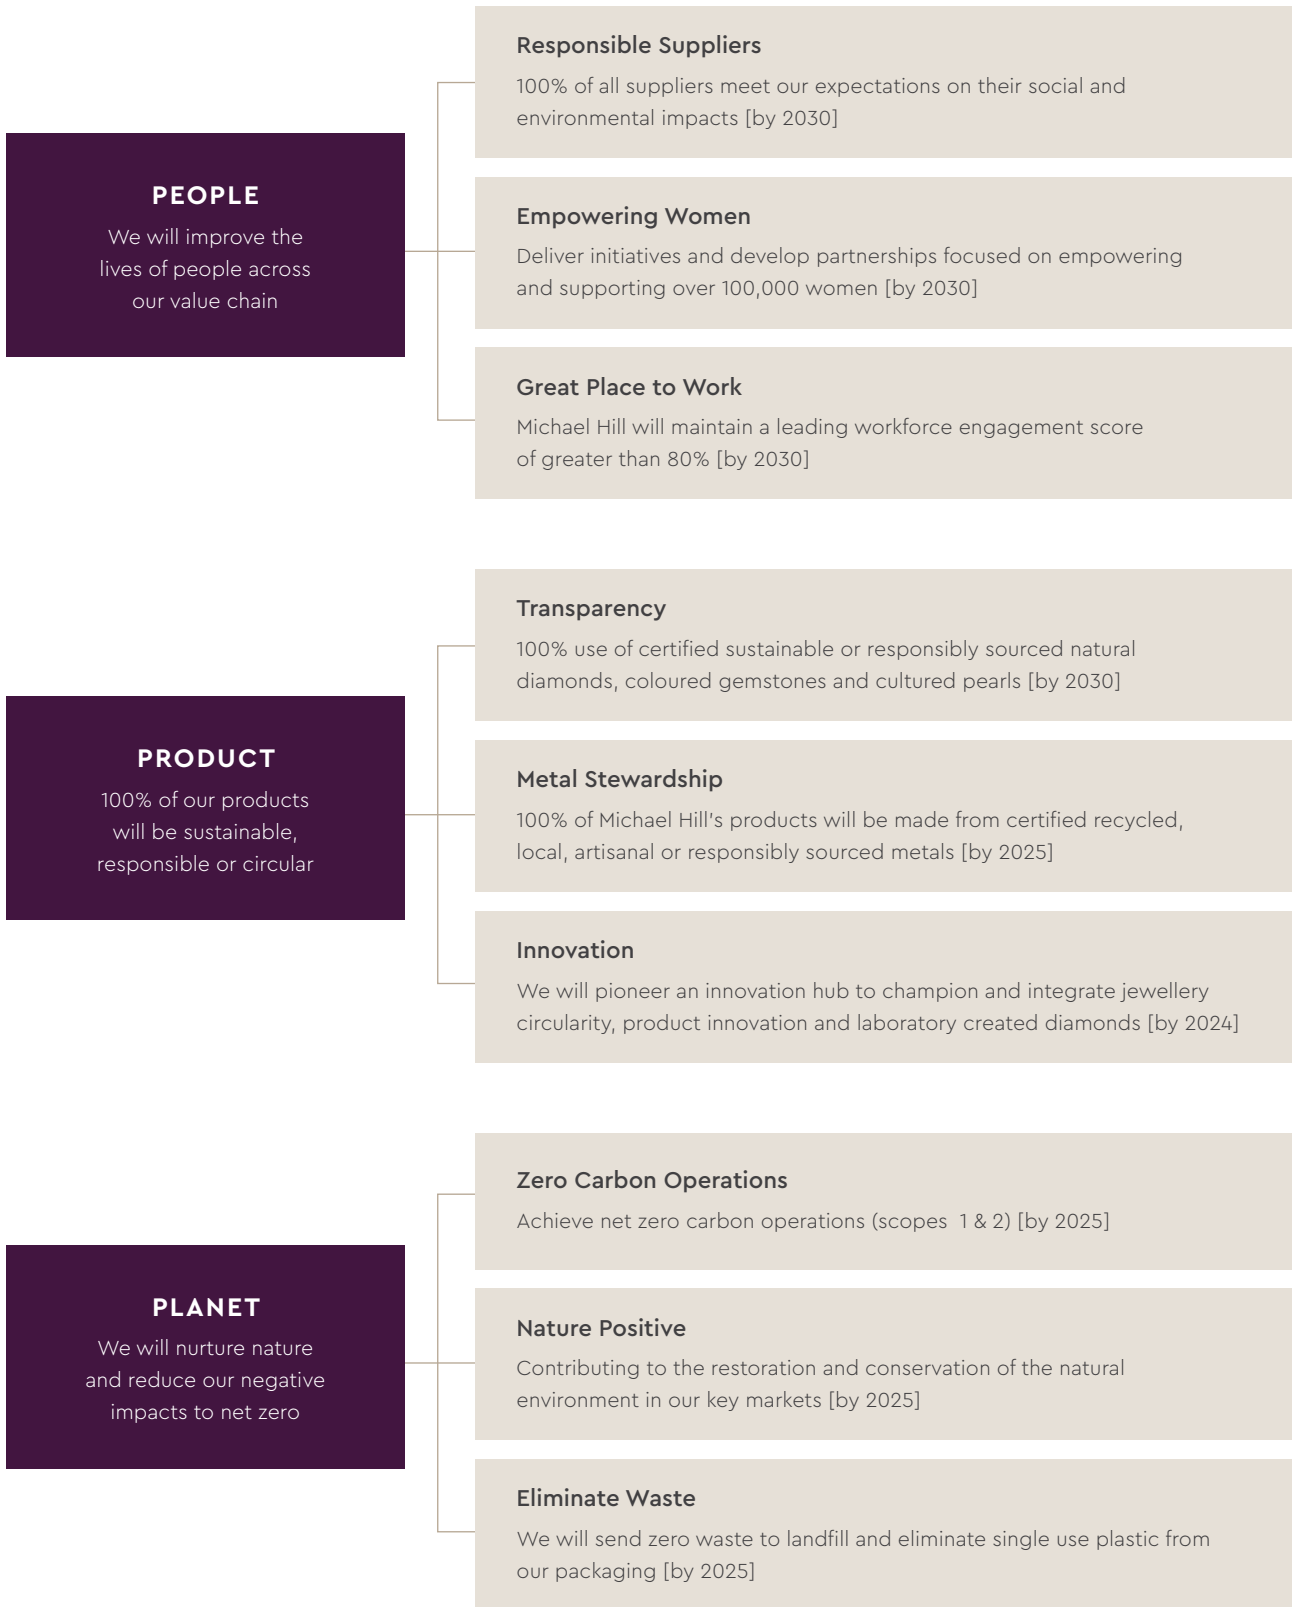 PEOPLE
We will improve the
lives of people across
our value chain
Responsible Suppliers
100% of all suppliers meet our expectations on their social and
environmental impacts [by 2030]
Empowering Women
Deliver initiatives and develop partnerships focused on empowering
and supporting over 100,000 women [by 2030]
Great Place to Work
Michael Hill will maintain a leading workforce engagement score
of greater than 80% [by 2030]
PRODUCT
100% of our products
will be sustainable,
responsible or circular
Transparency
100% use of certified sustainable or responsibly sourced natural
diamonds, coloured gemstones and cultured pearls [by 2030]
Metal Stewardship
100% of Michael Hill's products will be made from certified recycled,
local, artisanal or responsibly sourced metals [by 2025]
Innovation
We will pioneer an innovation hub to champion and integrate jewellery
circularity, product innovation and laboratory created diamonds [by 2024]
PLANET
We will nurture nature
and reduce our negative
impacts to net zero
Zero Carbon Operations
Achieve net zero carbon operations (scopes  1 & 2) [by 2025]
Nature Positive
Contributing to the restoration and conservation of the natural
environment in our key markets [by 2025]
Eliminate Waste
We will send zero waste to landfill and eliminate single use plastic from
our packaging [by 2025]